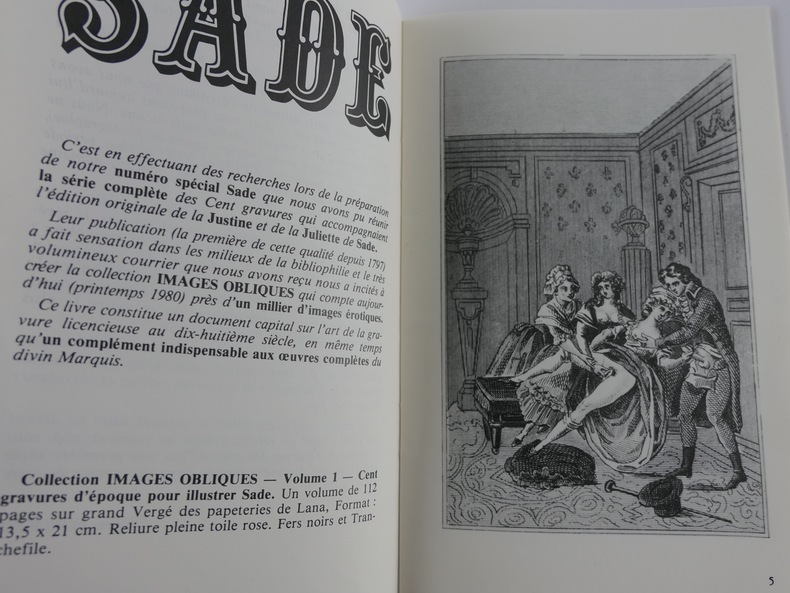 SADE
C'est en effectuant des recherches lors de la préparation
de notre numéro spécial Sade que nous avons pu réunir
la série complète des Cent gravures qui accompagnaient
l'édition originale de la Justine et de la Juliette de Sade.
Leur publication (la première de cette qualité depuis 1797)
a fait sensation dans les milieux de la bibliophilie et le très
volumineux courrier que nous avons reçu nous a incités à
créer la collection IMAGES OBLIQUES qui compte aujour-
d'hui (printemps 1980) près d'un millier d'images érotiques.
Ce livre constitue un document capital sur l'art de la gra-
vure licencieuse au dix-huitième siècle, en même temps
qu'un complément indispensable aux œuvres complètes du
divin Marquis.
Collection IMAGES OBLIQUES — Volume 1 — Cent
gravures d'époque pour illustrer Sade. Un volume de 112
pages sur grand Vergé des papeteries de Lana, Format :
13,5 x 21 cm. Reliure pleine toile rose. Fers noirs et Tran-
chefile.
5